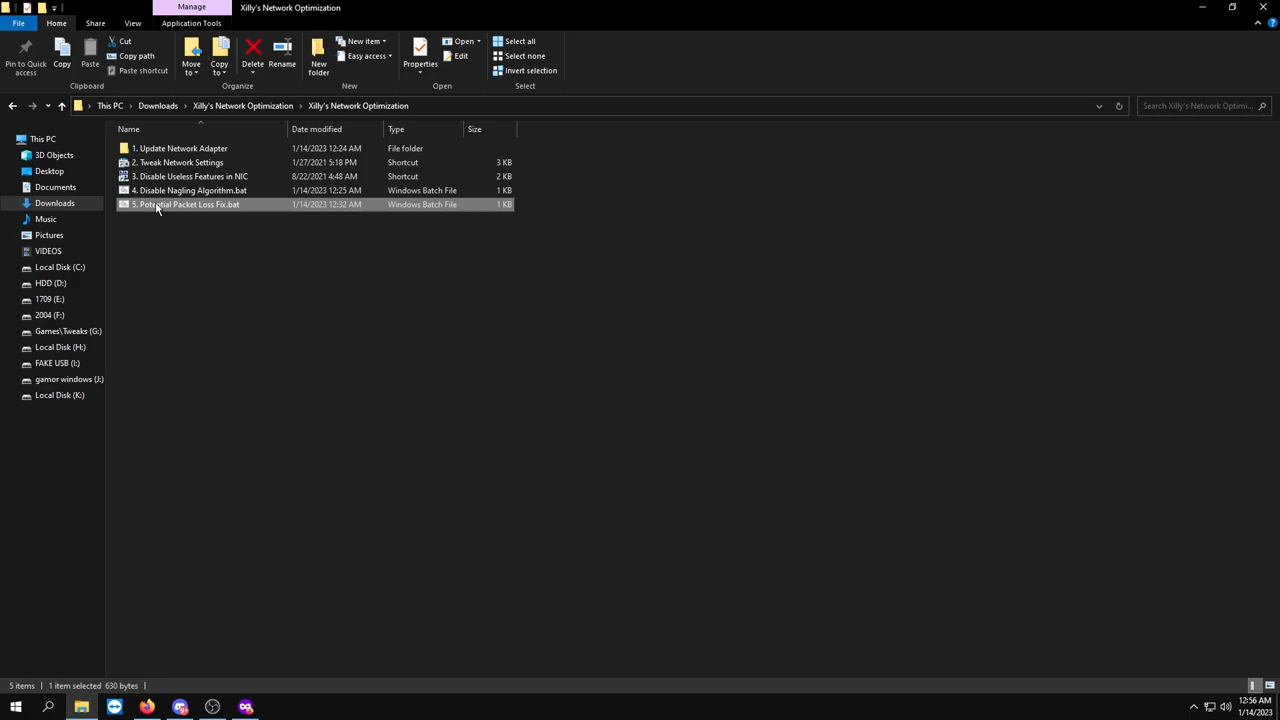 Manage
Xilly's Network Optimization
File
Home
Share
View
Application Tools
Pin to Quick access
Copy
Paste
Cut
Copy path
Paste shortcut
Clipboard
Move to
Copy to
Delete
Rename
Organize
New folder
New item
Easy access
New
Properties
Open
Edit
Open
Select all
Select none
Invert selection
Select
This PC
Downloads
Xilly's Network Optimization
Xilly's Network Optimization
Search Xilly's Network Optimi...
Name
Date modified
Type
Size
1. Update Network Adapter 1/14/2023 12:24 AM File folder
2. Tweak Network Settings 1/27/2021 5:18 PM Shortcut 3 KB
3. Disable Useless Features in NIC 8/22/2021 4:48 AM Shortcut 2 KB
4. Disable Nagling Algorithm.bat 1/14/2023 12:25 AM Windows Batch File 1 KB
5. Potential Packet Loss Fix.bat 1/14/2023 12:32 AM Windows Batch File 1 KB
This PC
3D Objects
Desktop
Documents
Downloads
Music
Pictures
VIDEOS
Local Disk (C:)
HDD (D:)
1709 (E:)
2004 (F:)
Games\Tweaks (G:)
Local Disk (H:)
FAKE USB (I:)
gamor windows (J:)
Local Disk (K:)
5 items
1 item selected 630 bytes
12:56 AM
1/14/2023